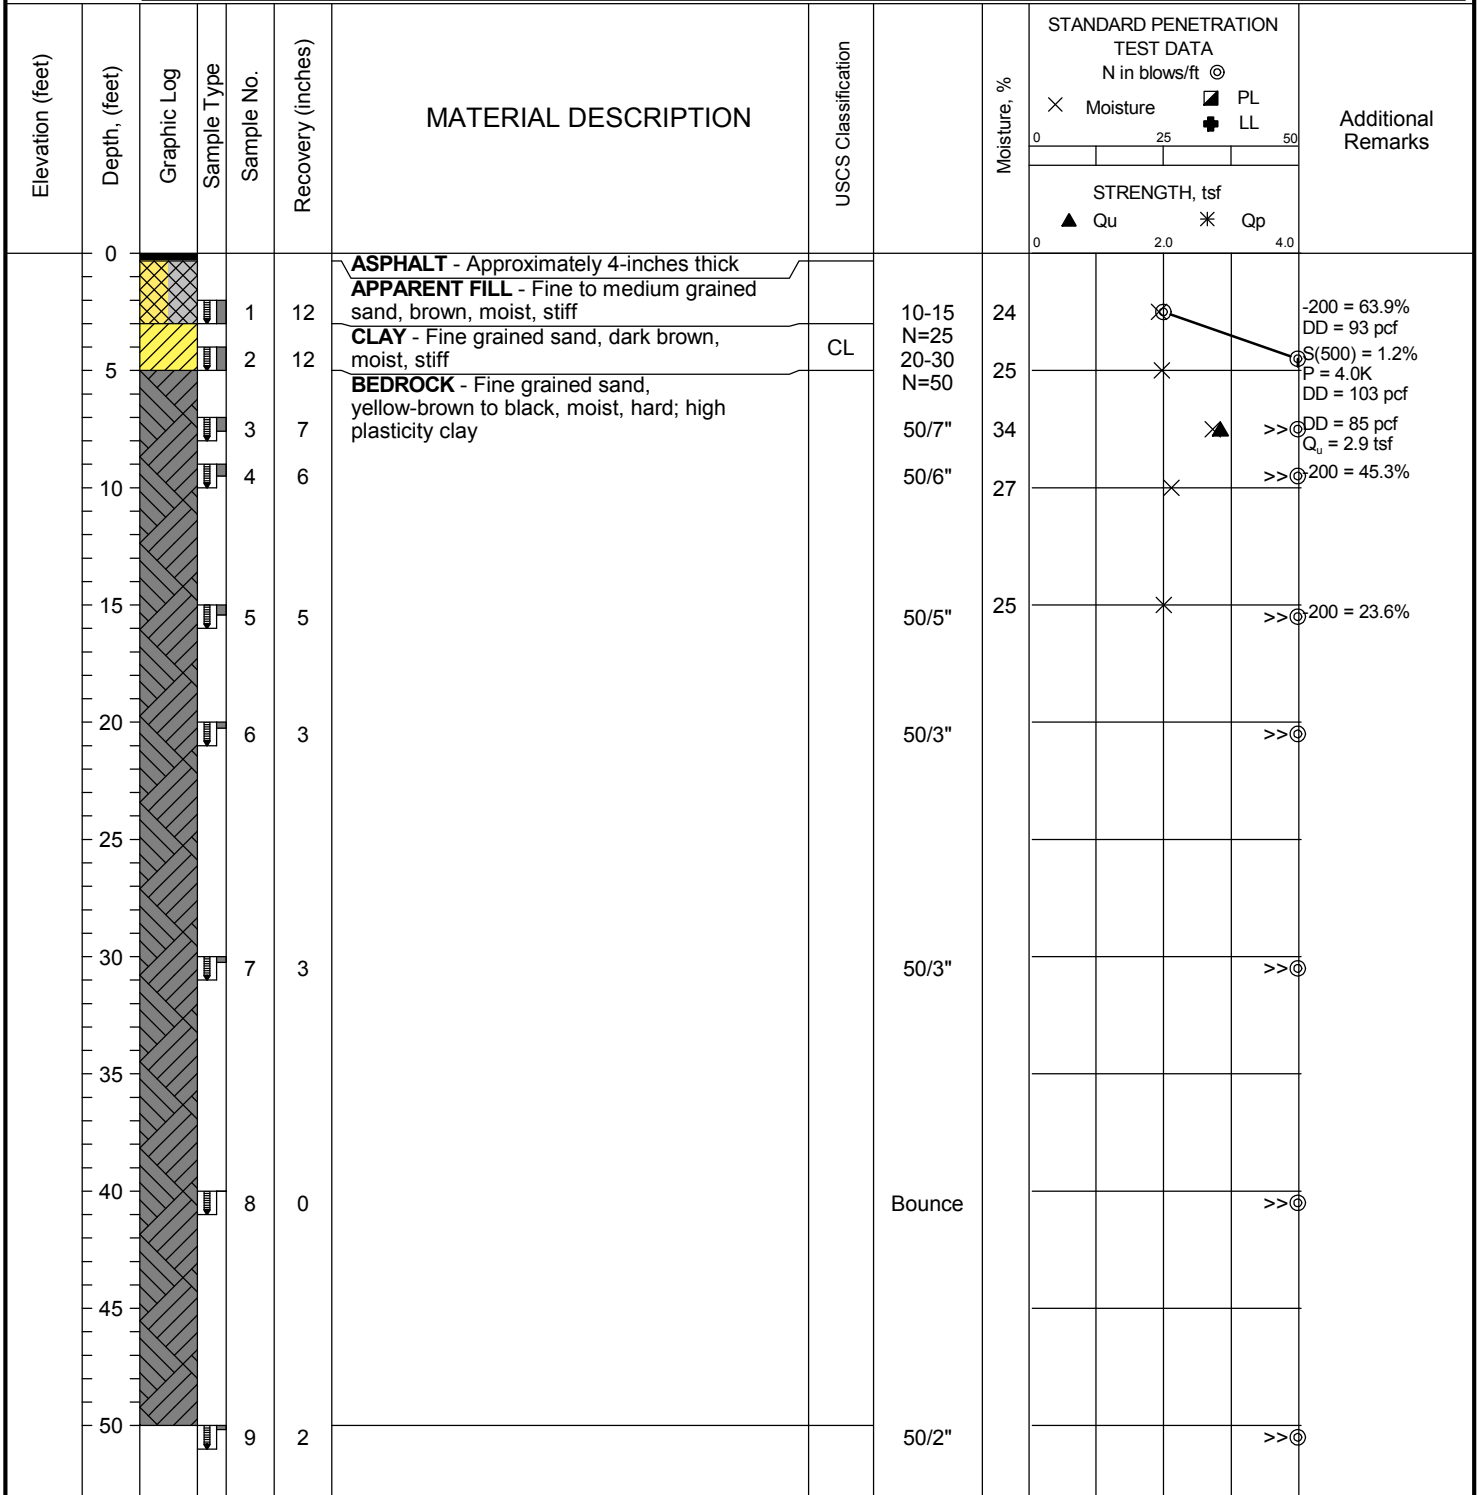 Elevation (feet)
Depth, (feet)
Graphic Log
Sample Type
Sample No.
Recovery (inches)
MATERIAL DESCRIPTION
USCS Classification
Moisture, %
STANDARD PENETRATION
TEST DATA
N in blows/ft
Moisture
PL
LL
0 25 50
STRENGTH, tsf
Qu Qp
0 2.0 4.0
Additional
Remarks
0
ASPHALT - Approximately 4-inches thick
APPARENT FILL - Fine to medium grained
sand, brown, moist, stiff
1 12
10-15
N=25
24
-200 = 63.9%
DD = 93 pcf
CLAY - Fine grained sand, dark brown,
moist, stiff
2 12
CL
20-30
N=50
25
S(500) = 1.2%
P = 4.0K
DD = 103 pcf
5
BEDROCK - Fine grained sand,
yellow-brown to black, moist, hard; high
plasticity clay
3 7 50/7" 34 >>
DD = 85 pcf
Qu = 2.9 tsf
4 6 50/6" 27 >> -200 = 45.3%
10
15
5 5 50/5" 25 >> -200 = 23.6%
20
6 3 50/3" >>
25
30
7 3 50/3" >>
35
40
8 0 Bounce >>
45
50
9 2 50/2" >>